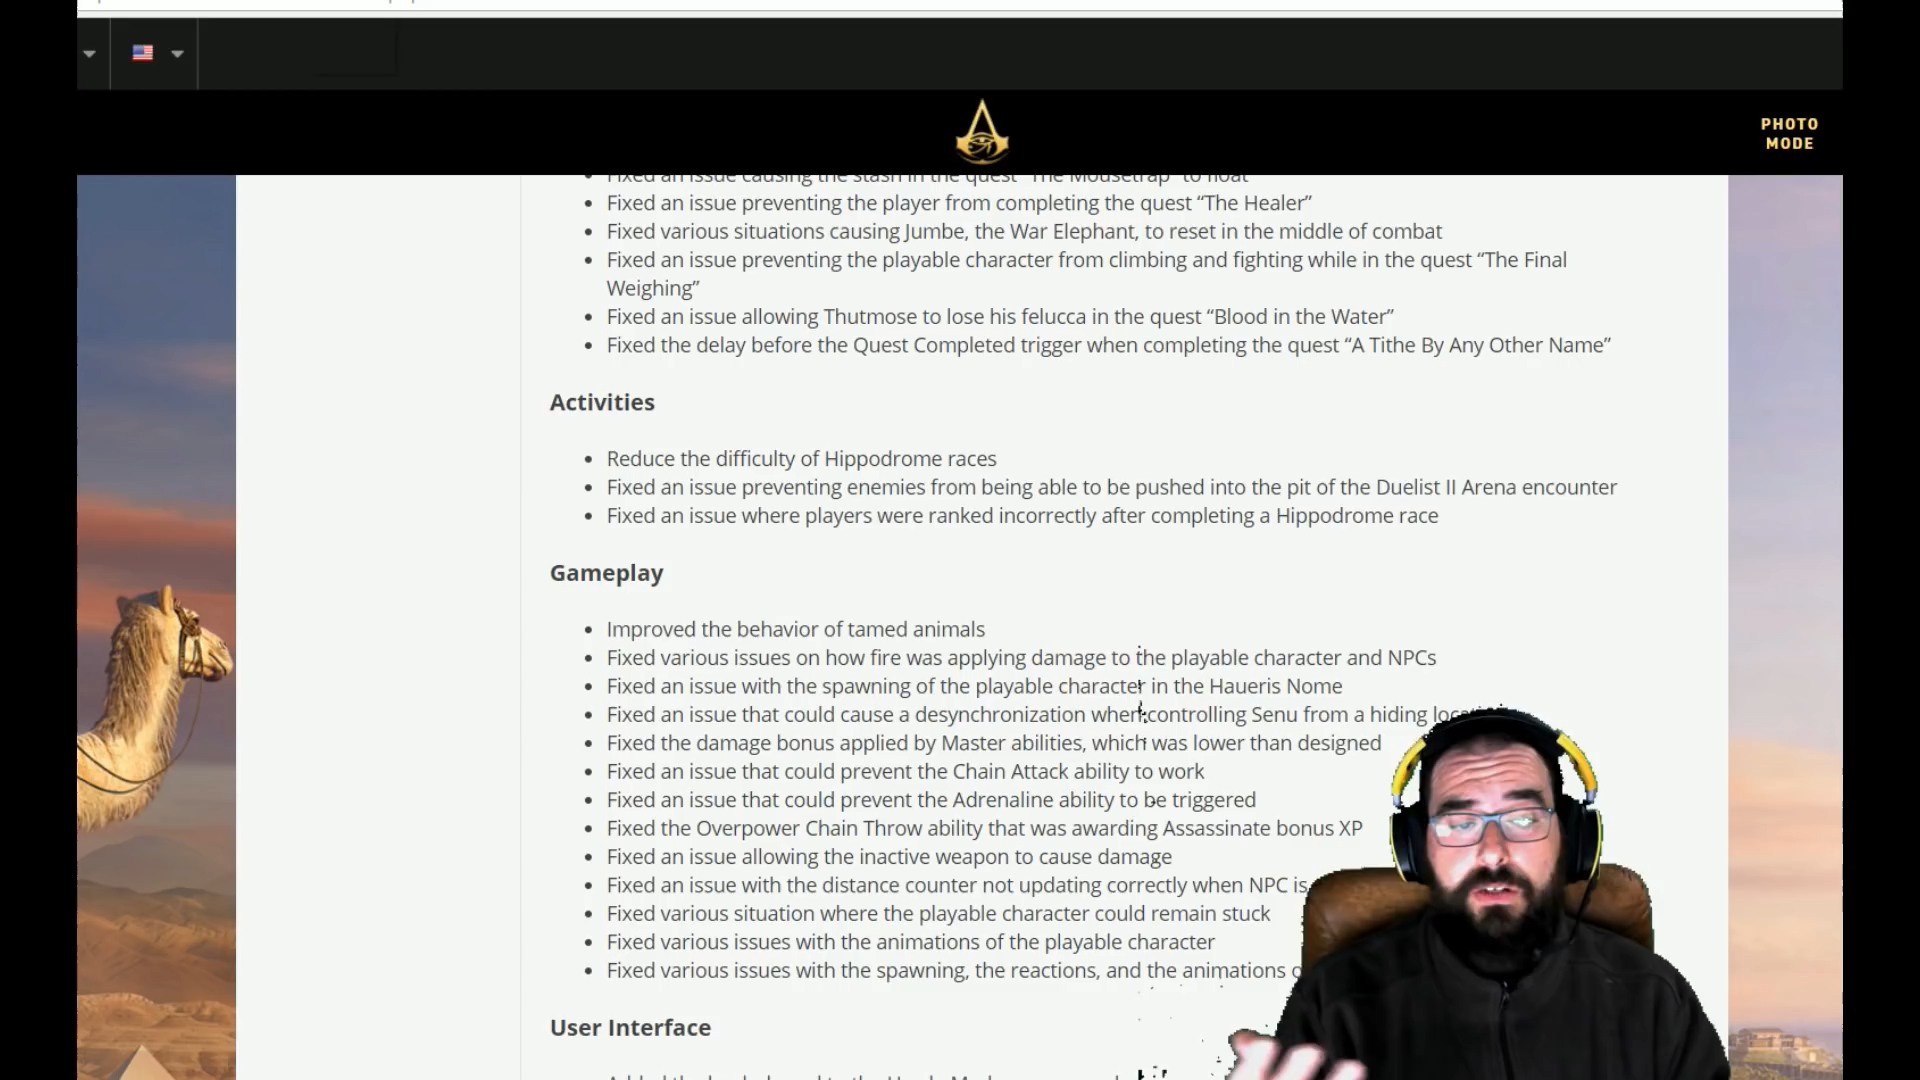 PHOTO
MODE
Fixed an issue causing the stash in the quest “The Mousetrap” to float
Fixed an issue preventing the player from completing the quest “The Healer”
Fixed various situations causing Jumbe, the War Elephant, to reset in the middle of combat
Fixed an issue preventing the playable character from climbing and fighting while in the quest “The Final
Weighing”
Fixed an issue allowing Thutmose to lose his felucca in the quest “Blood in the Water”
Fixed the delay before the Quest Completed trigger when completing the quest “A Tithe By Any Other Name”
Activities
Reduce the difficulty of Hippodrome races
Fixed an issue preventing enemies from being able to be pushed into the pit of the Duelist II Arena encounter
Fixed an issue where players were ranked incorrectly after completing a Hippodrome race
Gameplay
Improved the behavior of tamed animals
Fixed various issues on how fire was applying damage to the playable character and NPCs
Fixed an issue with the spawning of the playable character in the Haueris Nome
Fixed an issue that could cause a desynchronization when controlling Senu from a hiding
Fixed the damage bonus applied by Master abilities, which was lower than designed
Fixed an issue that could prevent the Chain Attack ability to work
Fixed an issue that could prevent the Adrenaline ability to be triggered
Fixed the Overpower Chain Throw ability that was awarding Assassinate bonus XP
Fixed an issue allowing the inactive weapon to cause damage
Fixed an issue with the distance counter not updating correctly when NPC is
Fixed various situation where the playable character could remain stuck
Fixed various issues with the animations of the playable character
Fixed various issues with the spawning, the reactions, and the animations
User Interface